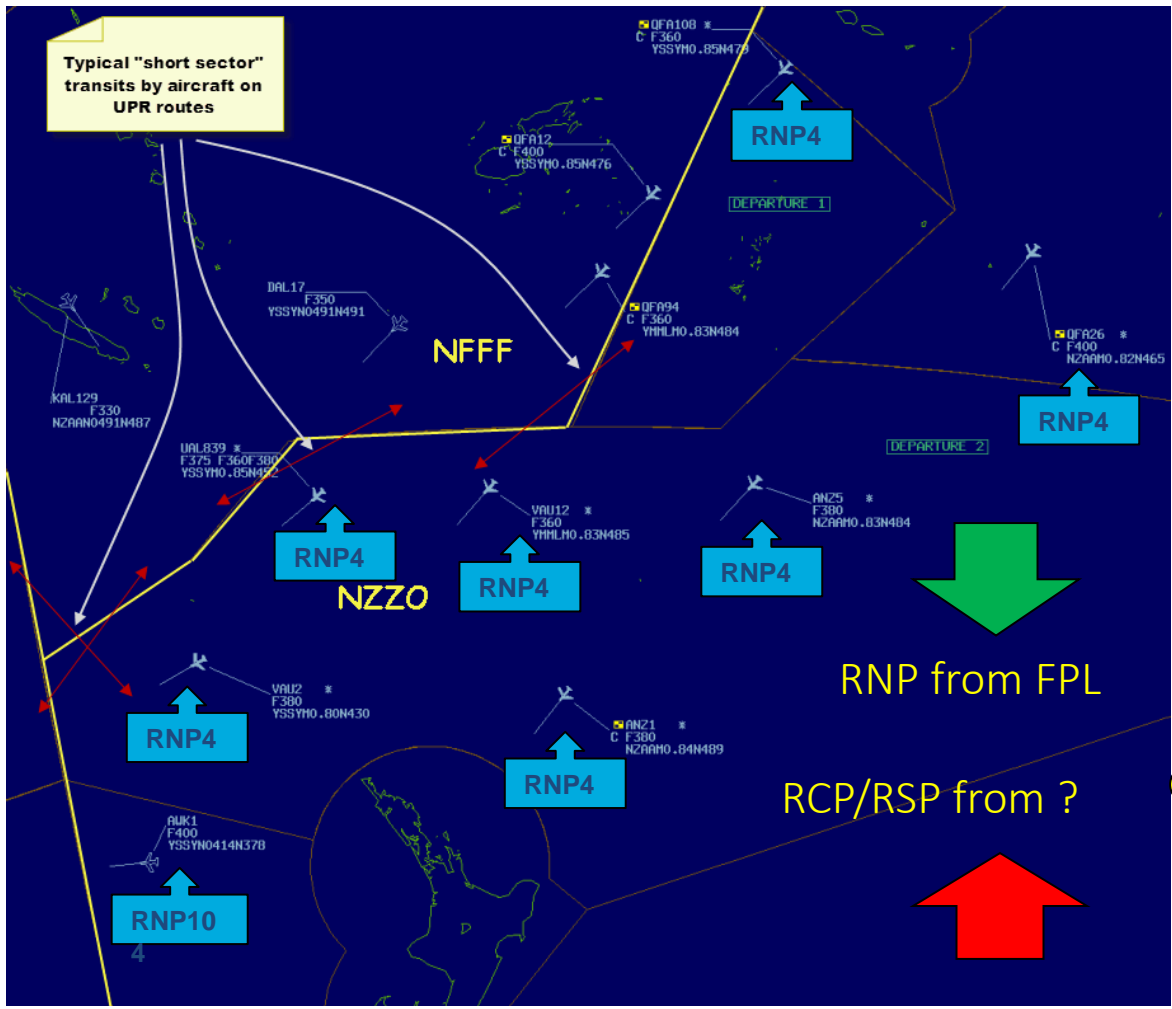 Typical "short sector"
transits by aircraft on
UPR routes
QFA108 *
C F360
YSSYM0.85N479
RNP4
QFA12
C F400
YSSYM0.85N476
DEPARTURE 1
DAL17
F350
YSSYN0491N491
NFFF
QFA94
C F360
YMMLM0.83N484
QFA26 *
C F400
NZAAM0.82N465
RNP4
KAL129
F330
NZAAN0491N487
UAL839 *
F375 F360F380
YSSYM0.85N452
RNP4
DEPARTURE 2
VAU12 *
F360
YMMLM0.83N485
RNP4
ANZ5 *
F380
NZAAM0.83N484
RNP4
NZZO
RNP from FPL
VAU2 *
F380
YSSYM0.80N430
RNP4
ANZ1 *
C F380
NZAAM0.84N489
RNP4
RCP/RSP from ?
AWK1
F400
YSSYN0414N378
RNP10
4